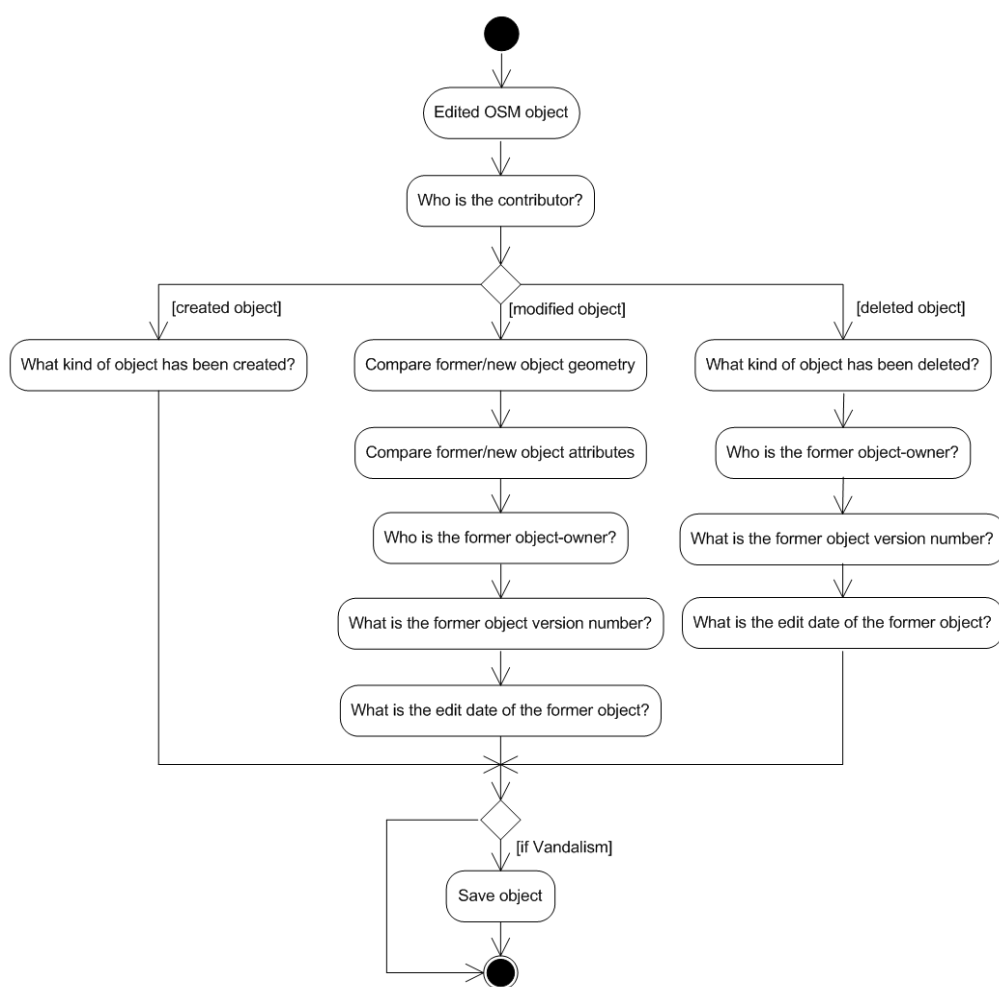 Edited OSM object
Who is the contributor?
[created object]
[modified object]
[deleted object]
What kind of object has been created?
Compare former/new object geometry
What kind of object has been deleted?
Compare former/new object attributes
Who is the former object-owner?
Who is the former object-owner?
What is the former object version number?
What is the former object version number?
What is the edit date of the former object?
What is the edit date of the former object?
[if Vandalism]
Save object